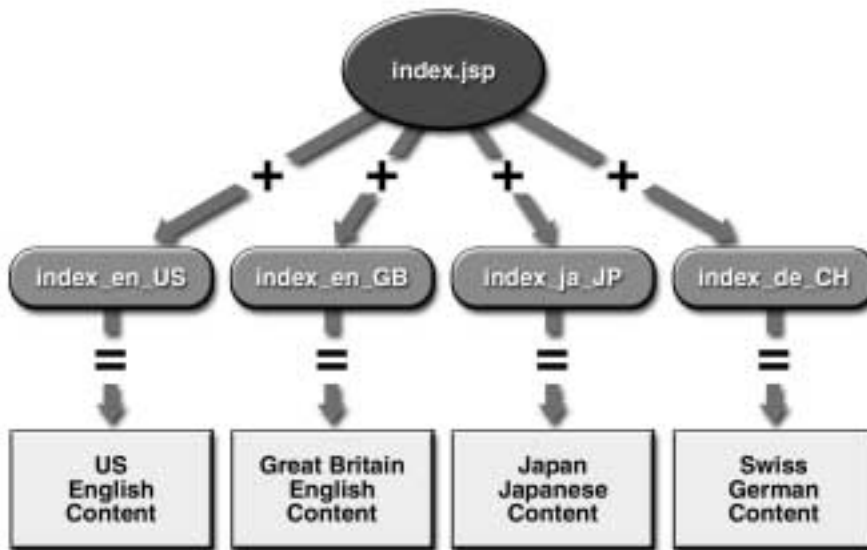 index.jsp
+ + + +
index_en_US index_en_GB index_ja_JP index_de_CH
= = = =
US
English
Content
Great Britain
English
Content
Japan
Japanese
Content
Swiss
German
Content